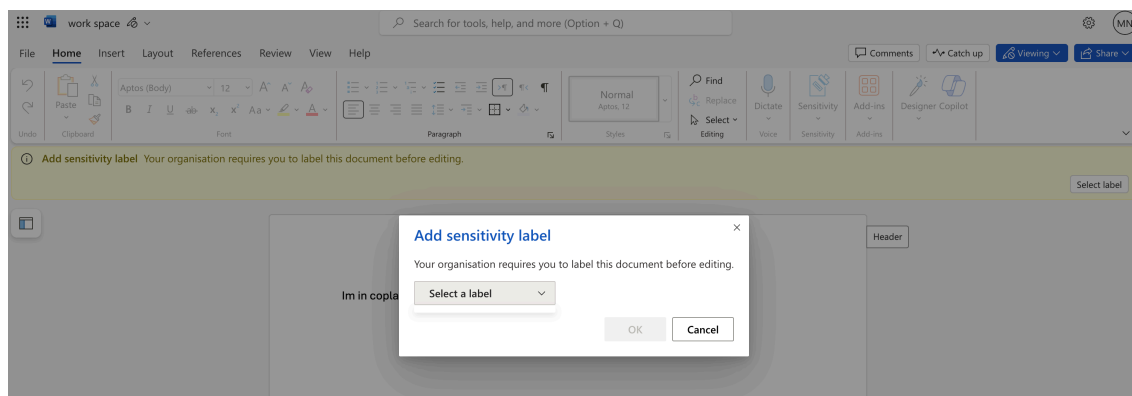 work space
Search for tools, help, and more (Option + Q)
MN
File Home Insert Layout References Review View Help
Comments Catch up Viewing Share
Paste
Aptos (Body) 12
B I U ab x₂ x² Aa A
Normal
Aptos, 12
Find
Replace
Select
Dictate
Sensitivity
Add-ins
Designer Copilot
Undo Clipboard Font Paragraph Styles Editing Voice Sensitivity Add-ins
Add sensitivity label Your organisation requires you to label this document before editing.
Select label
Header
Add sensitivity label
Your organisation requires you to label this document before editing.
Im in copla
Select a label
OK Cancel